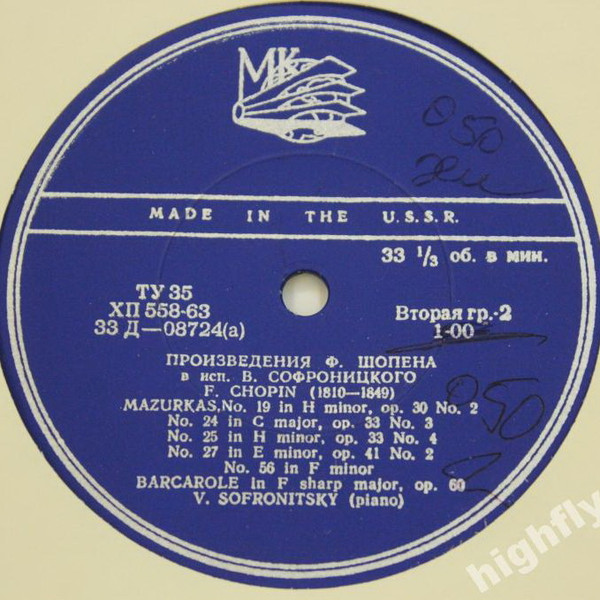 МК
050
MADE IN THE U.S.S.R.
33 1/3 об. в мин.
ТУ 35
ХП 558-63
33 Д—08724(а)
Вторая гр.-2
1-00
ПРОИЗВЕДЕНИЯ Ф. ШОПЕНА
в исп. В. СОФРОНИЦКОГО
F. CHOPIN (1810—1849)
MAZURKAS,No. 19 in H minor, op. 30 No. 2
No. 24 in C major, op. 33 No. 3
No. 25 in H minor, op. 33 No. 4
No. 27 in E minor, op. 41 No. 2
No. 56 in F minor
BARCAROLE in F sharp major, op. 60
V. SOFRONITSKY (piano)
050
highfly